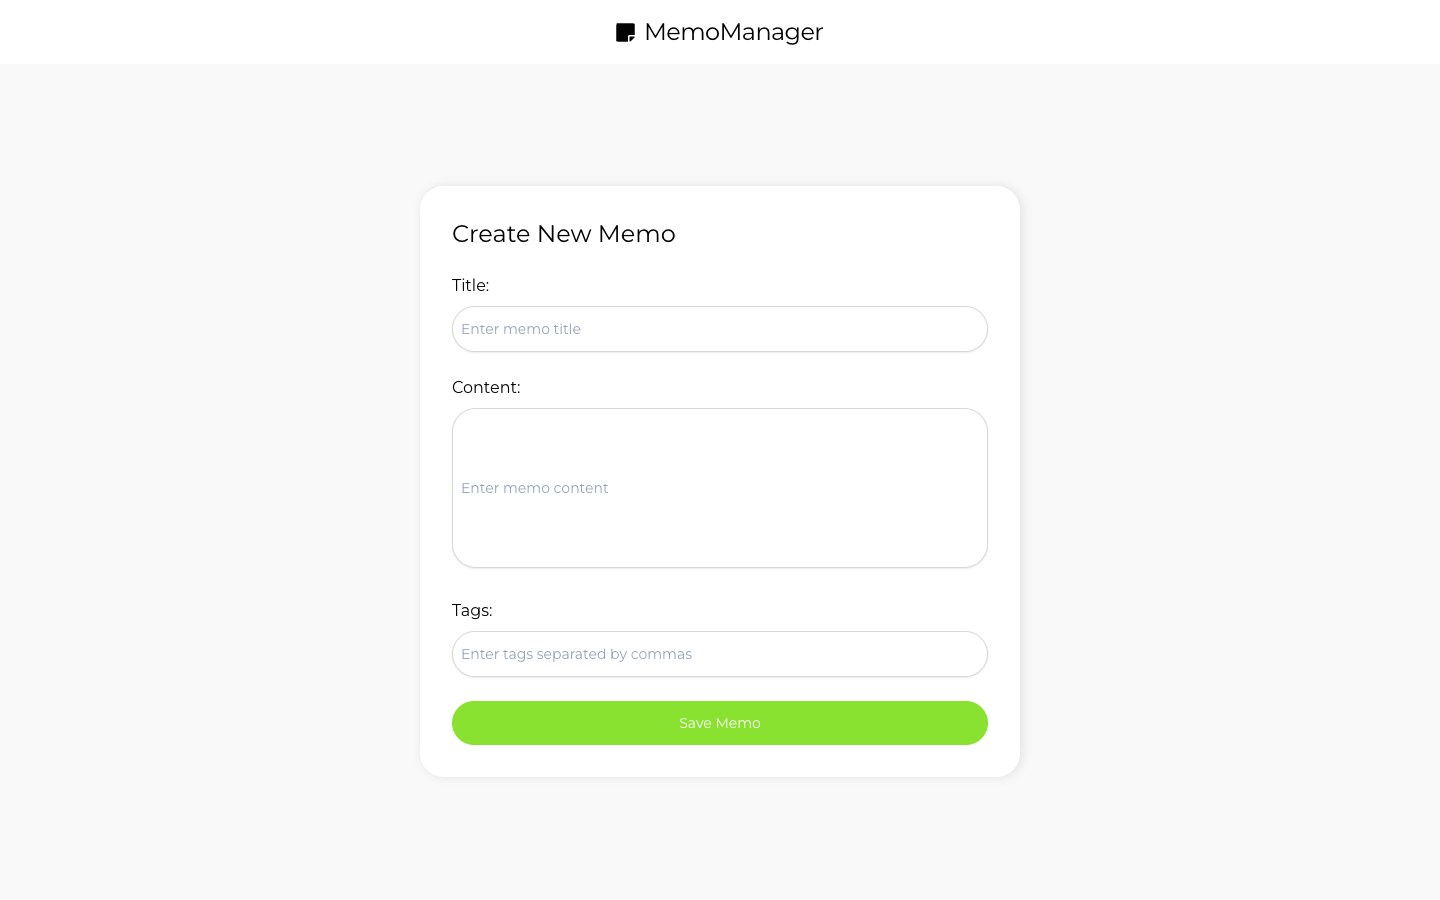 MemoManager
Create New Memo
Title:
Enter memo title
Content:
Enter memo content
Tags:
Enter tags separated by commas
Save Memo